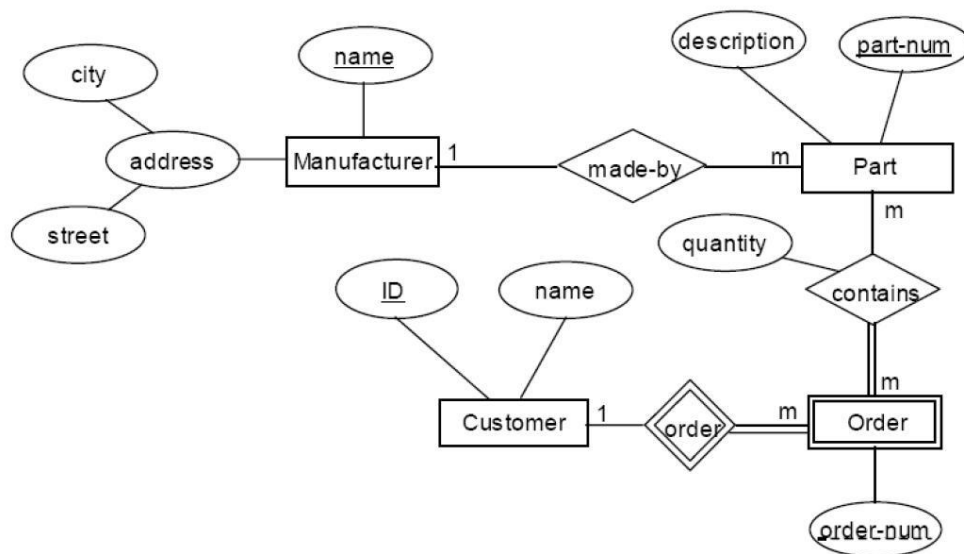 description
part-num
name
city
address
Manufacturer
1
made-by
m
Part
m
street
quantity
ID
name
contains
m
Customer
1
order
m
Order
order-num